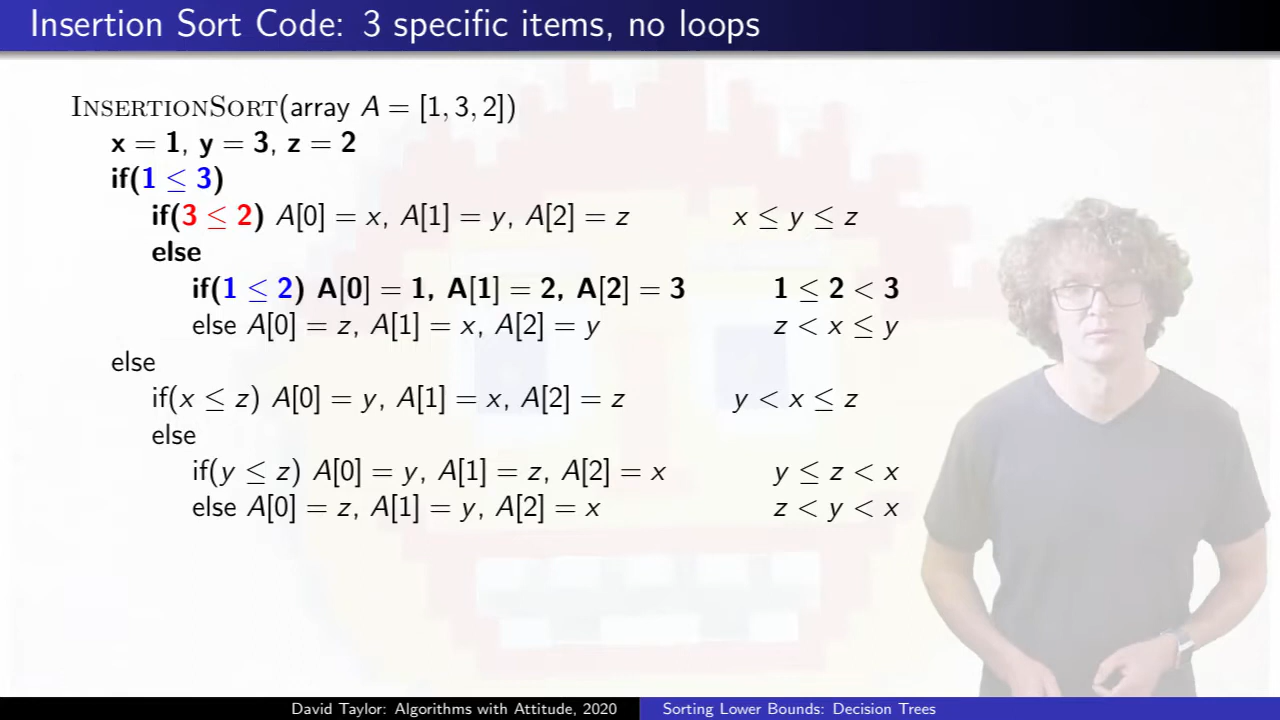 Insertion Sort Code: 3 specific items, no loops
INSERTIONSORT(array A = [1, 3, 2])
x = 1, y = 3, z = 2
if(1 ≤ 3)
if(3 ≤ 2) A[0] = x, A[1] = y, A[2] = z x ≤ y ≤ z
else
if(1 ≤ 2) A[0] = 1, A[1] = 2, A[2] = 3 1 ≤ 2 < 3
else A[0] = z, A[1] = x, A[2] = y z < x ≤ y
else
if(x ≤ z) A[0] = y, A[1] = x, A[2] = z y < x ≤ z
else
if(y ≤ z) A[0] = y, A[1] = z, A[2] = x y ≤ z < x
else A[0] = z, A[1] = y, A[2] = x z < y < x
David Taylor: Algorithms with Attitude, 2020 Sorting Lower Bounds: Decision Trees